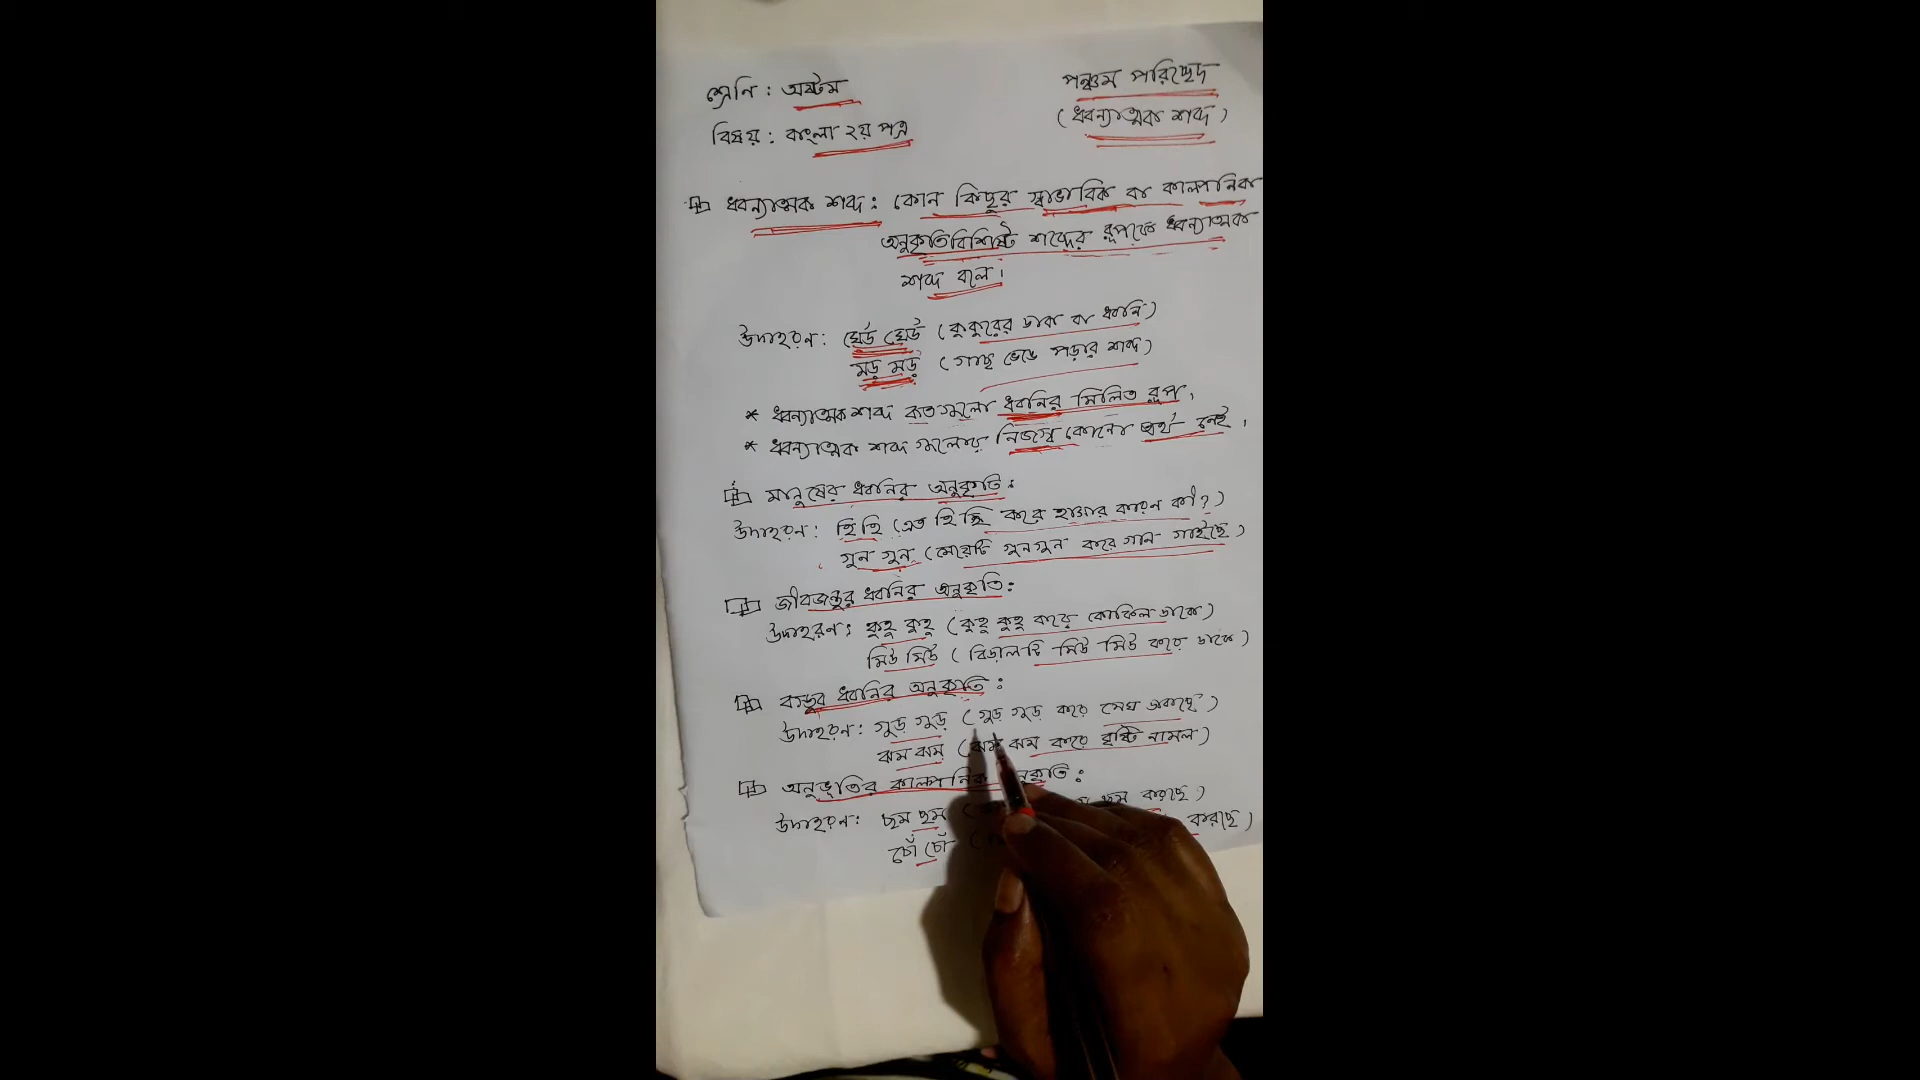 শ্রেণি : অষ্টম
পঞ্চম পরিচ্ছেদ
বিষয় : বাংলা ২য় পত্র
(ধ্বন্যাত্মক শব্দ)
ধ্বন্যাত্মক শব্দ : কোন কিছুর স্বাভাবিক বা কাল্পনিক
অনুকৃতিবিশিষ্ট শব্দের রূপকে ধ্বন্যাত্মক
শব্দ বলে।
উদাহরণ : ঘেউ ঘেউ (কুকুরের ডাক বা ধ্বনি)
মড় মড় (গাছ ভেঙে পড়ার শব্দ)
* ধ্বন্যাত্মক শব্দ কতগুলো ধ্বনির মিলিত রূপ,
* ধ্বন্যাত্মক শব্দ গুলোর নিজস্ব কোনো অর্থ নেই,
মানুষের ধ্বনির অনুকৃতি :
উদাহরণ : হি হি (এত হি হি করে হাসার কারণ কী?)
গুন গুন (মেয়েটি গুনগুন করে গান গাইছে)
জীবজন্তুর ধ্বনির অনুকৃতি :
উদাহরণ : কুহু কুহু (কুহু কুহু করে কোকিল ডাকে)
মিউ মিউ (বিড়ালটি মিউ মিউ করে ডাকে)
বস্তুর ধ্বনির অনুকৃতি :
উদাহরণ : গুড় গুড় (গুড় গুড় করে মেঘ ডাকছে)
ঝম ঝম (ঝম ঝম করে বৃষ্টি নামল)
অনুভূতির কাল্পনিক অনুকৃতি :
উদাহরণ : ছম ছম ( ছম করছে)
চোঁ চোঁ ( করছে)